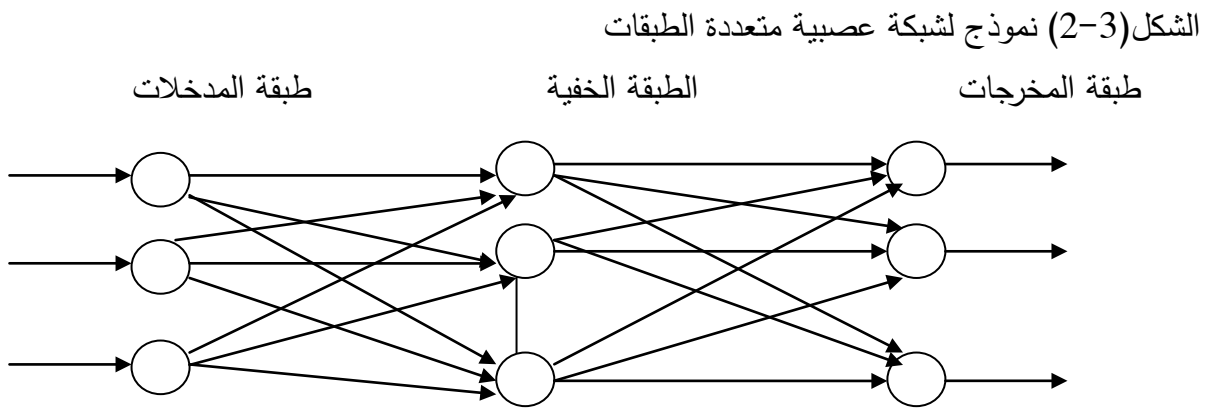 الشكل(3-2) نموذج لشبكة عصبية متعددة الطبقات
طبقة المخرجات الطبقة الخفية طبقة المدخلات